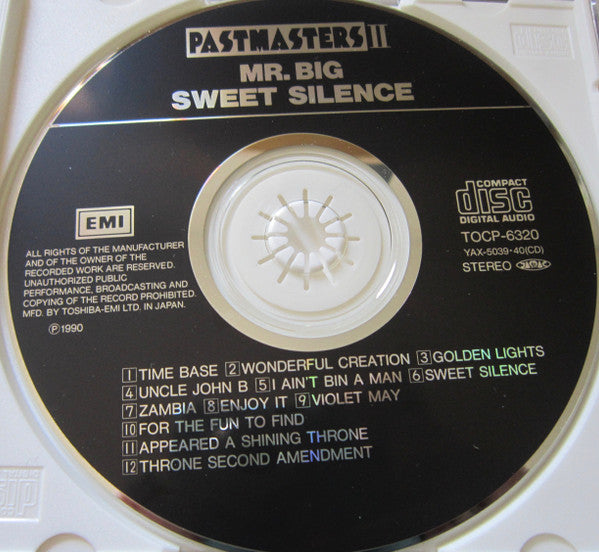 PASTMASTERS II
MR. BIG
SWEET SILENCE
EMI
ALL RIGHTS OF THE MANUFACTURER
AND OF THE OWNER OF THE
RECORDED WORK ARE RESERVED.
UNAUTHORIZED PUBLIC
PERFORMANCE, BROADCASTING AND
COPYING OF THE RECORD PROHIBITED.
MFD. BY TOSHIBA-EMI LTD. IN JAPAN.
Ⓟ1990
COMPACT
disc
DIGITAL AUDIO
TOCP-6320
YAX-5039·40(CD)
STEREO
1 TIME BASE 2 WONDERFUL CREATION 3 GOLDEN LIGHTS
4 UNCLE JOHN B 5 I AIN'T BIN A MAN 6 SWEET SILENCE
7 ZAMBIA 8 ENJOY IT 9 VIOLET MAY
10 FOR THE FUN TO FIND
11 APPEARED A SHINING THRONE
12 THRONE SECOND AMENDMENT